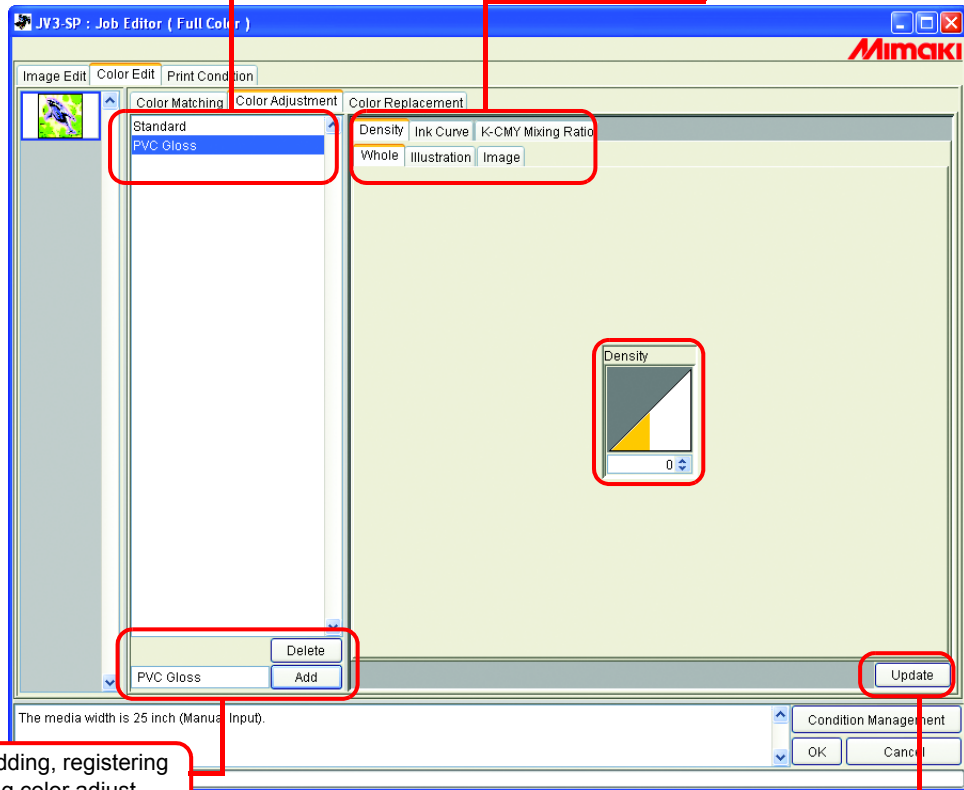 JV3-SP : Job Editor ( Full Color )
Mimaki
Image Edit Color Edit Print Condition
Color Matching Color Adjustment Color Replacement
Standard
PVC Gloss
Density Ink Curve K-CMY Mixing Ratio
Whole Illustration Image
Density
0
Delete
PVC Gloss Add
Update
The media width is 25 inch (Manual Input).
Condition Management
OK Cancel
registering
color adjust